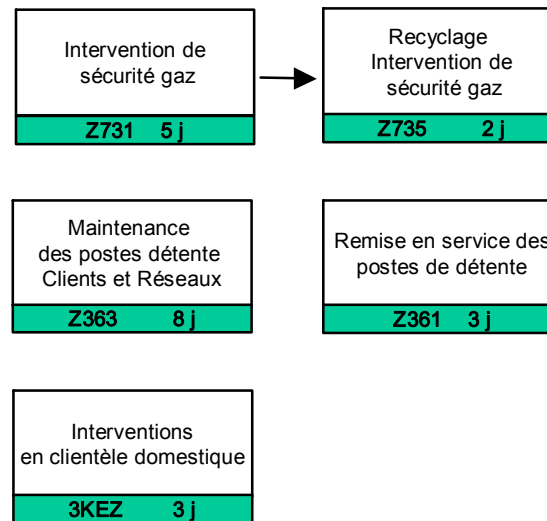 Intervention de
sécurité gaz
Z731 5 j
Recyclage
Intervention de
sécurité gaz
Z735 2 j
Maintenance
des postes détente
Clients et Réseaux
Z363 8 j
Remise en service des
postes de détente
Z361 3 j
Interventions
en clientèle domestique
3KEZ 3 j